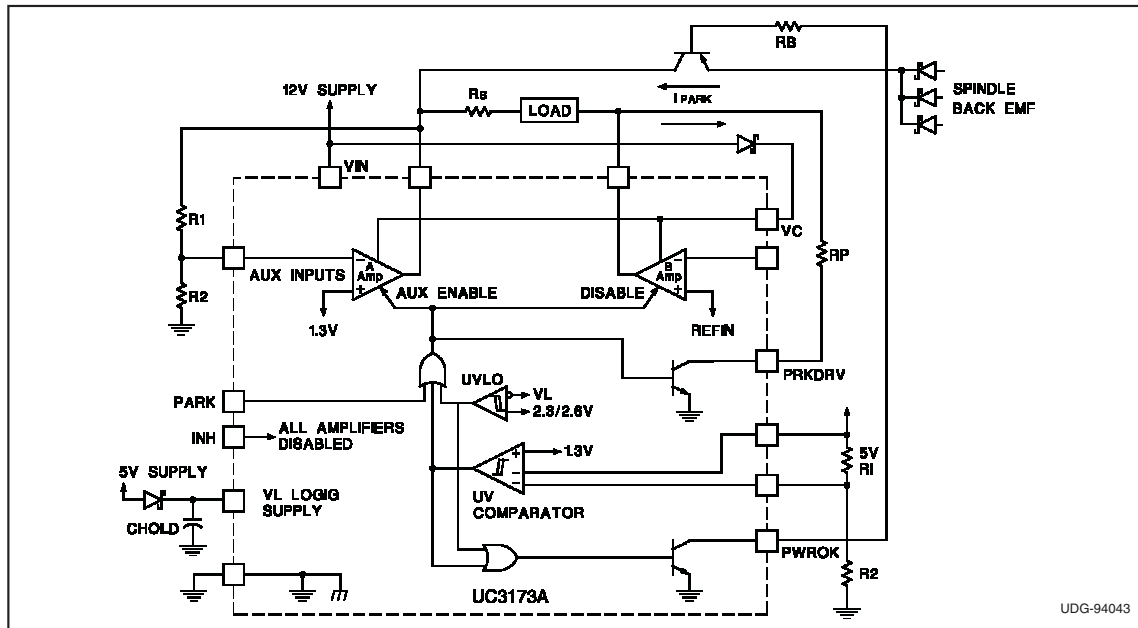 RB
12V SUPPLY
RS
LOAD
I PARK
SPINDLE
BACK EMF
VIN
R1
VC
RP
AUX INPUTS
A
Amp
B
Amp
- 
+
-
+
R2
AUX ENABLE
DISABLE
1.3V
REFIN
PRKDRV
UVLO
VL
2.3/2.6V
PARK
INH
ALL AMPLIFIERS
DISABLED
1.3V
+
-
-
5V
RI
5V SUPPLY
VL LOGIG
SUPPLY
UV
COMPARATOR
CHOLD
PWROK
R2
UC3173A
UDG-94043